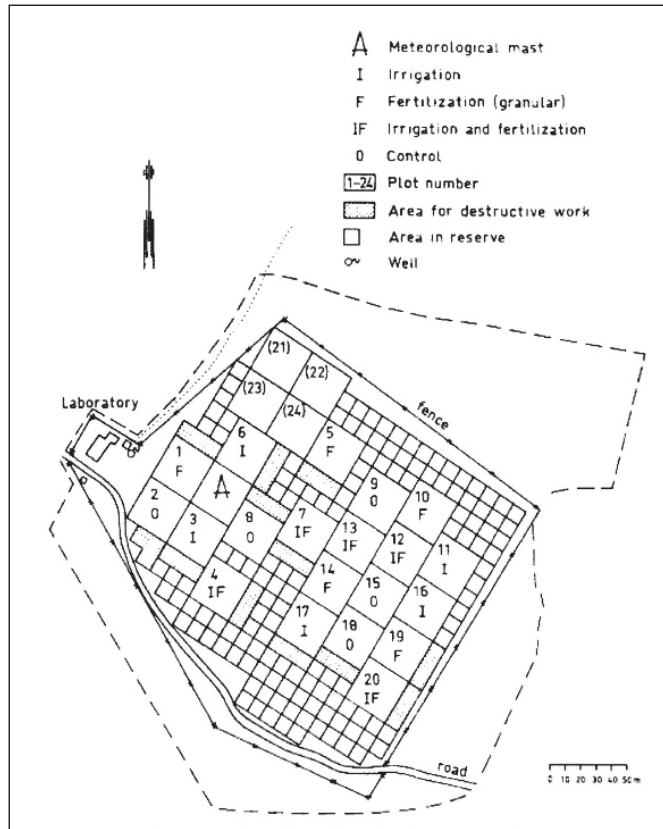 Meteorological mast
I Irrigation
F Fertilization (granular)
IF Irrigation and fertilization
0 Control
1-24 Plot number
Area for destructive work
Area in reserve
Well
Laboratory
fence
(21)
(22)
(23)
(24)
6
I
5
F
1
F
9
0
10
F
2
0
3
I
8
0
7
IF
13
IF
12
IF
11
I
4
IF
14
F
15
0
16
I
17
I
18
0
19
F
20
IF
road
0 10 20 30 40 50m